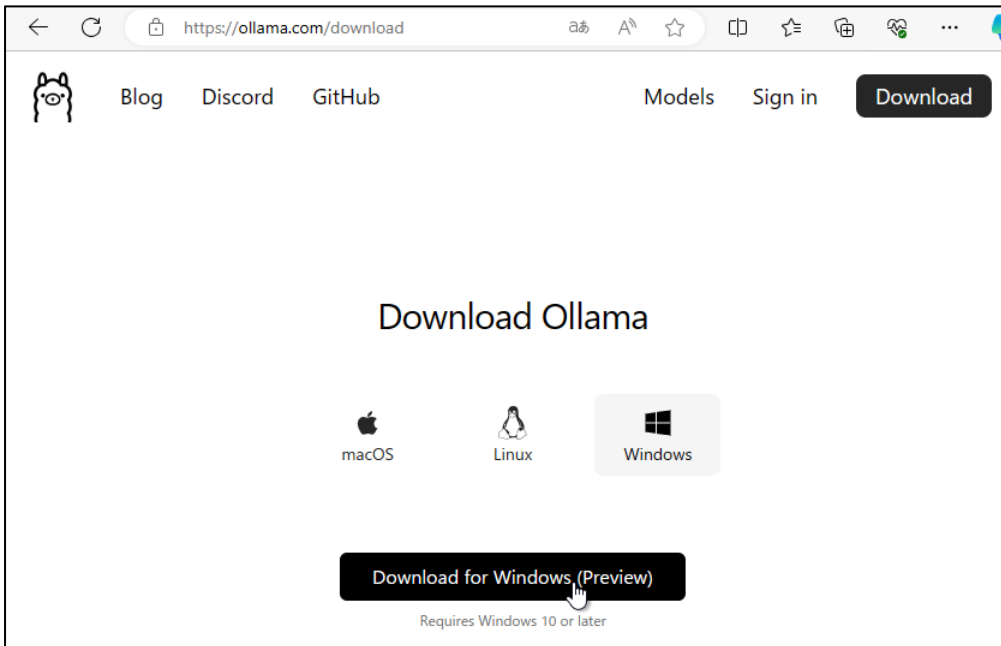 https://ollama.com/download aあ A
Blog Discord GitHub Models Sign in Download
Download Ollama
macOS Linux Windows
Download for Windows (Preview)
Requires Windows 10 or later